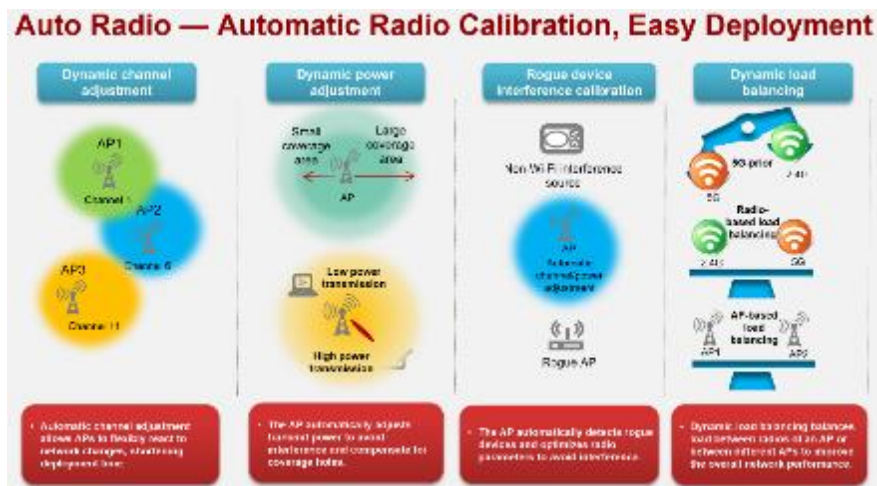 Auto Radio — Automatic Radio Calibration, Easy Deployment
Dynamic channel
adjustment
AP1
Channel 1
AP2
Channel 6
AP3
Channel 11
• Automatic channel adjustment
allows APs to flexibly react to
network changes, shortening
deployment time.
Dynamic power
adjustment
Small
coverage
area
Large
coverage
area
AP
Low power
transmission
High power
transmission
• The AP automatically adjusts
transmit power to avoid
interference and compensate for
coverage holes.
Rogue device
interference calibration
Non-Wi-Fi interference
source
AP
Automatic
channel/power
adjustment
Rogue AP
• The AP automatically detects rogue
devices and optimizes radio
parameters to avoid interference.
Dynamic load
balancing
5G-prior
2.4G
5G
Radio-
based load
balancing
2.4G
5G
AP-based
load
balancing
AP1
AP2
• Dynamic load balancing balances
load between radios of an AP or
between different APs to improve
the overall network performance.